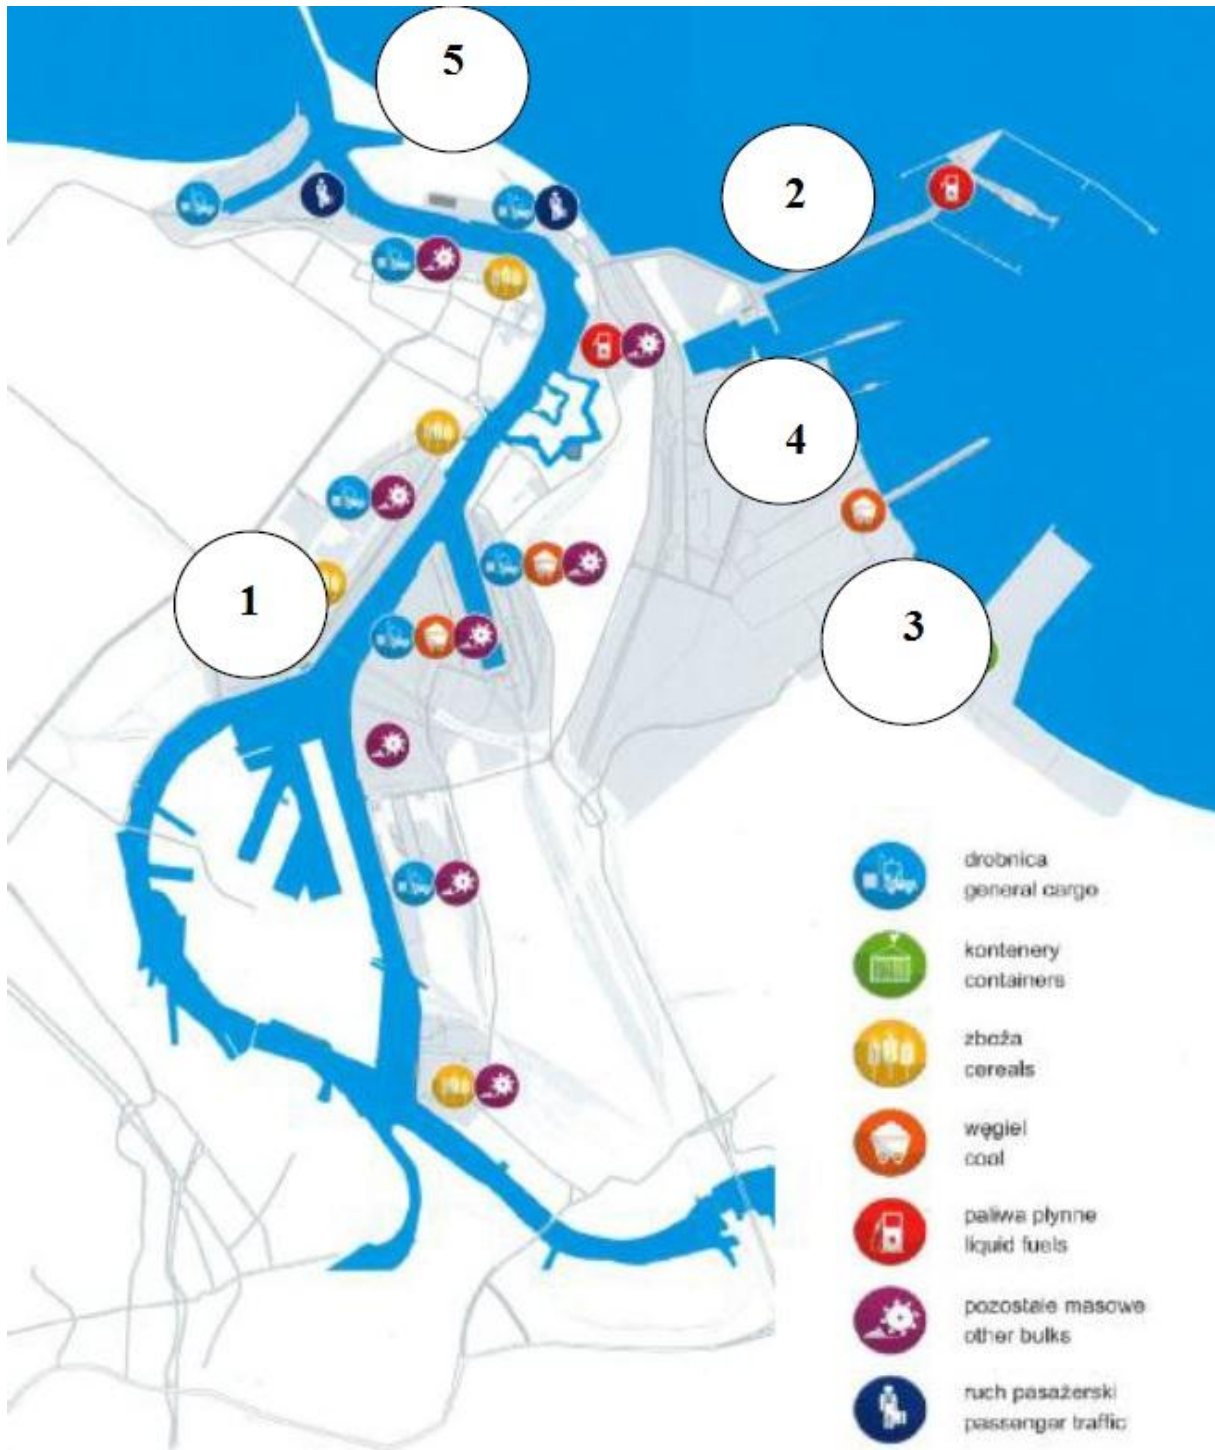 5
2
4
1
3
drobnica
general cargo
kontenery
containers
zboża
cereals
węgiel
coal
paliwa płynne
liquid fuels
pozostałe masowe
other bulks
ruch pasażerski
passenger traffic